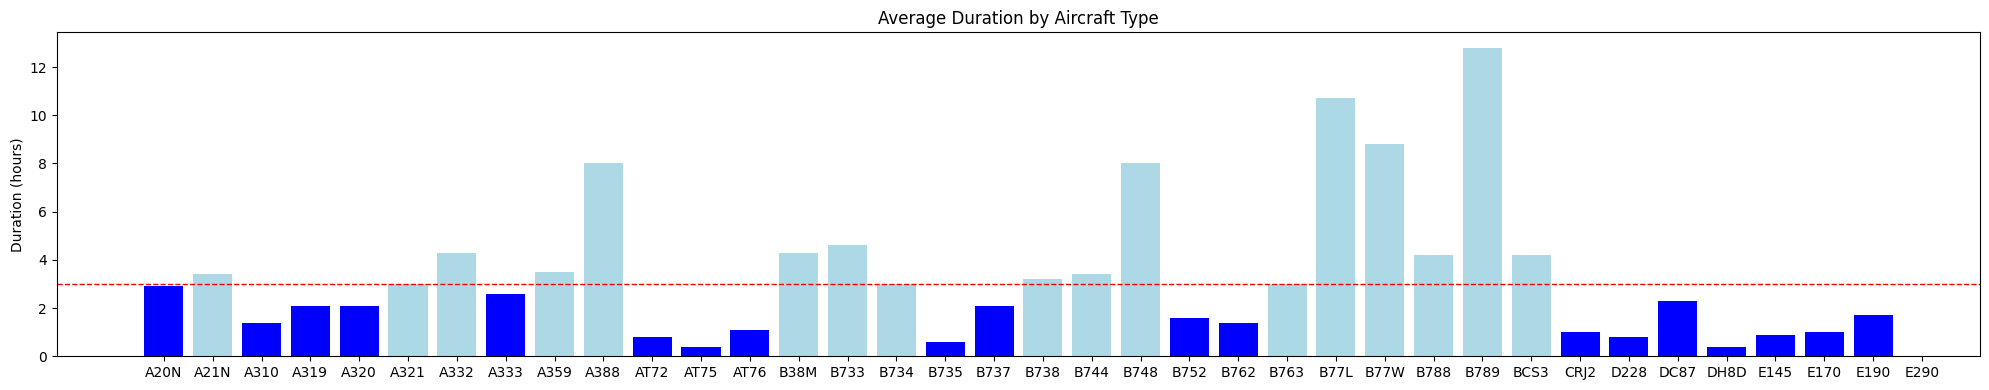 Average Duration by Aircraft Type
Duration (hours)
12
10
8
6
4
2
0
A20N A21N A310 A319 A320 A321 A332 A333 A359 A388 AT72 AT75 AT76 B38M B733 B734 B735 B737 B738 B744 B748 B752 B762 B763 B77L B77W B788 B789 BCS3 CRJ2 D228 DC87 DH8D E145 E170 E190 E290